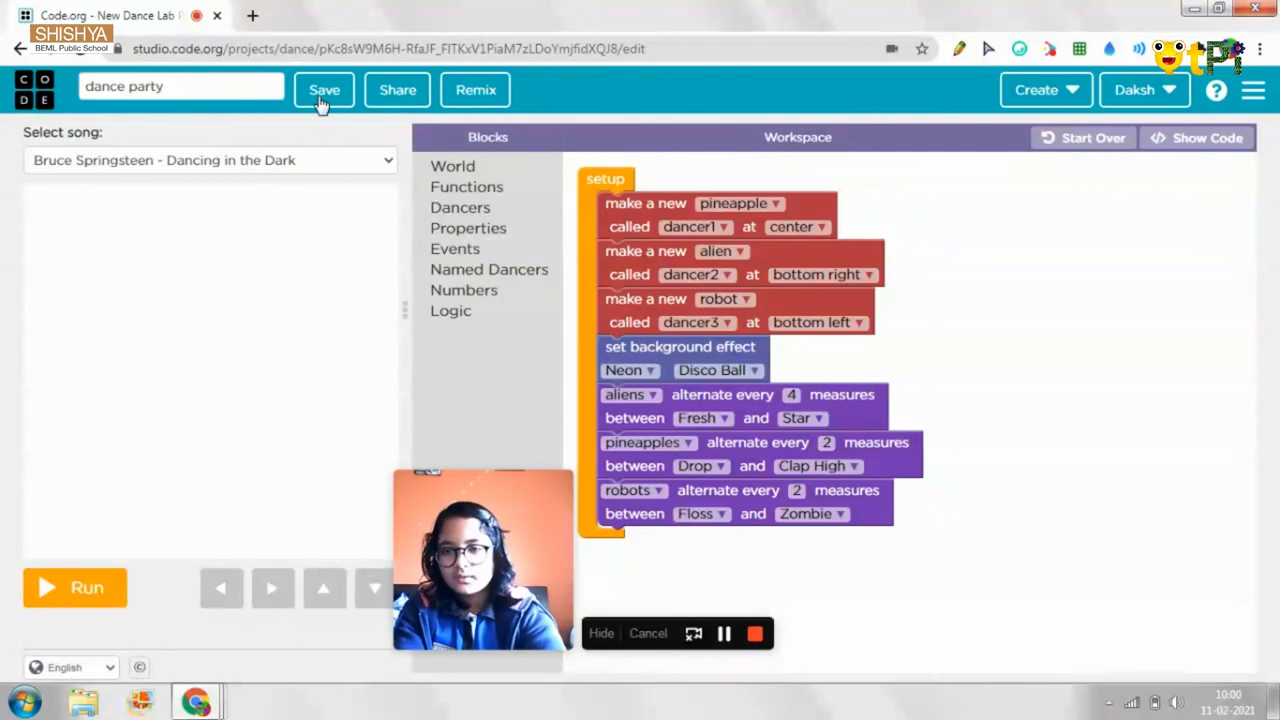 Code.org - New Dance Lab P
SHISHYA
BEML Public School
studio.code.org/projects/dance/pKc8sW9M6H-RfaJF_FlTKxV1PiaM7zLDoYmjfidXQJ8/edit
OtPi
CODE
dance party
Save
Share
Remix
Create
Daksh
?
Select song:
Bruce Springsteen - Dancing in the Dark
Blocks
Workspace
Start Over
</> Show Code
World
Functions
Dancers
Properties
Events
Named Dancers
Numbers
Logic
setup
make a new pineapple
called dancer1 at center
make a new alien
called dancer2 at bottom right
make a new robot
called dancer3 at bottom left
set background effect
Neon Disco Ball
aliens alternate every 4 measures
between Fresh and Star
pineapples alternate every 2 measures
between Drop and Clap High
robots alternate every 2 measures
between Floss and Zombie
Run
Hide Cancel
English
©
10:00
11-02-2021